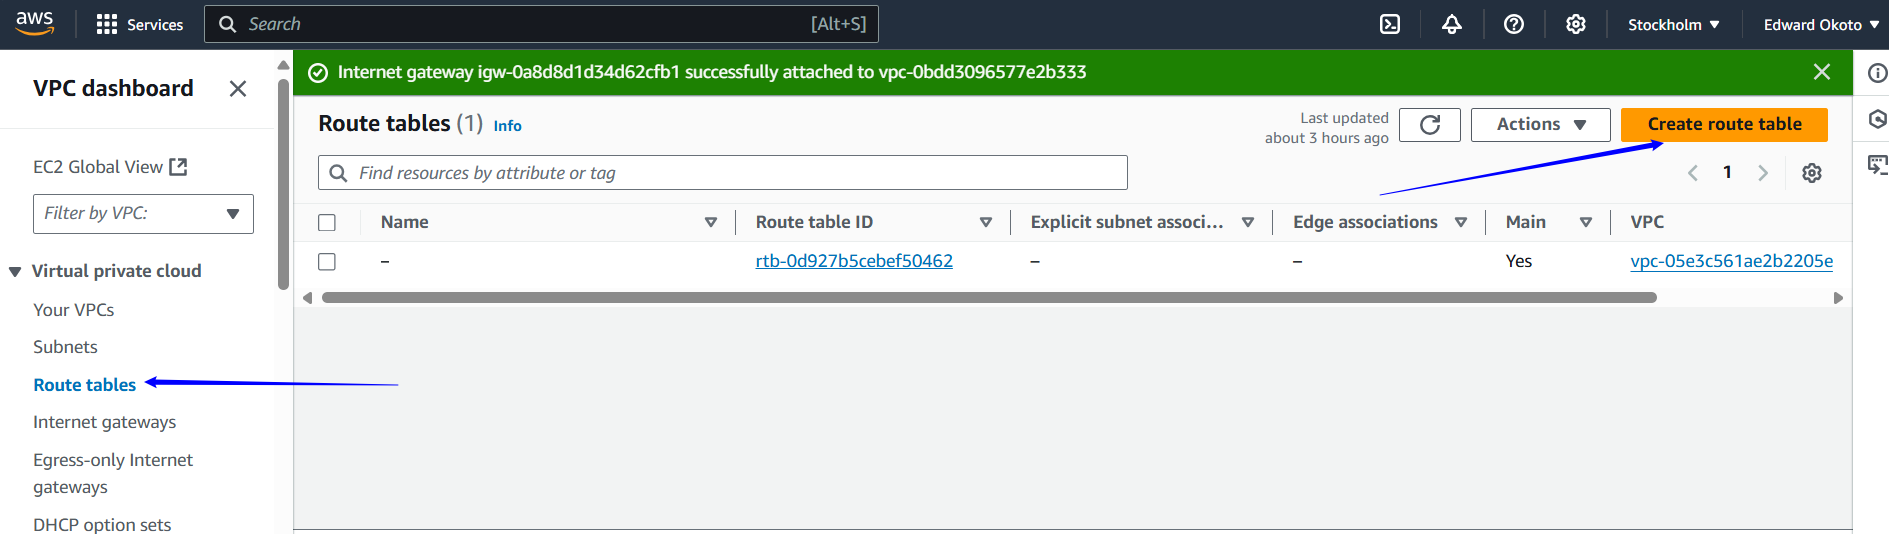 aws Services Search [Alt+S] Stockholm Edward Okoto
VPC dashboard
EC2 Global View
Filter by VPC:
Virtual private cloud
Your VPCs
Subnets
Route tables
Internet gateways
Egress-only Internet
gateways
DHCP option sets
Internet gateway igw-0a8d8d1d34d62cfb1 successfully attached to vpc-0bdd3096577e2b333
Route tables (1) Info
Last updated
about 3 hours ago
Actions
Create route table
Find resources by attribute or tag
1
Name Route table ID Explicit subnet associ... Edge associations Main VPC
– rtb-0d927b5cebef50462 – – Yes vpc-05e3c561ae2b2205e